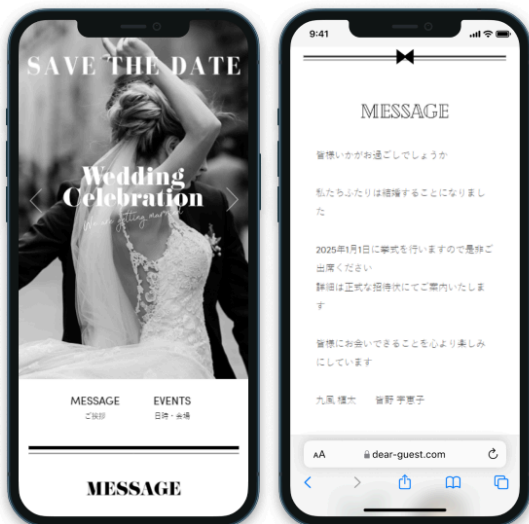 SAVE THE DATE
Wedding
Celebration
We are getting married
MESSAGE
ご挨拶
EVENTS
日時・会場
MESSAGE
9:41
MESSAGE
皆様いかがお過ごしでしょうか
私たちふたりは結婚することになりまし
た
2025年1月1日に挙式を行いますので是非ご
出席ください
詳細は正式な招待状にてご案内いたしま
す
皆様にお会いできることを心より楽しみ
にしています
AA
dear-guest.com